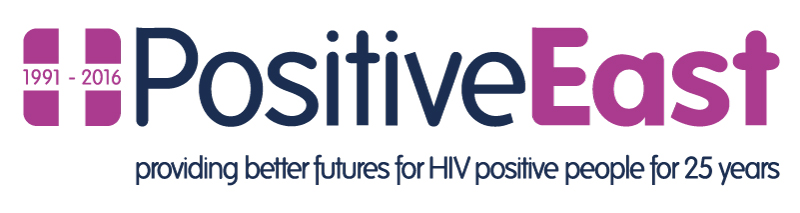 1991 - 2016
PositiveEast
providing better futures for HIV positive people for 25 years